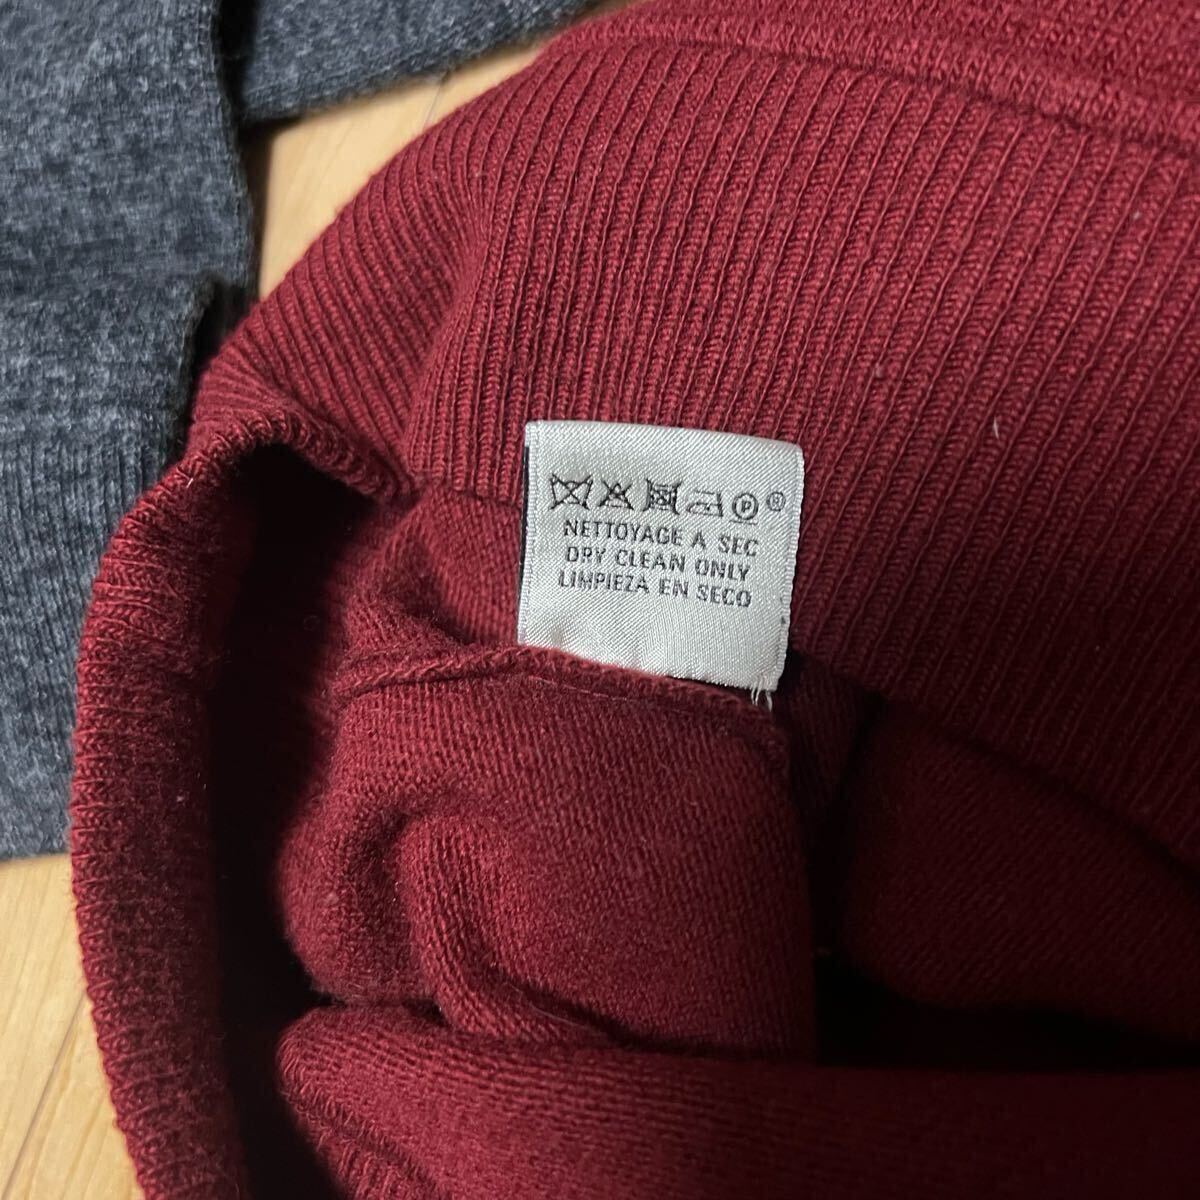 P ®
NETTOYAGE A SEC
DRY CLEAN ONLY
LIMPIEZA EN SECO